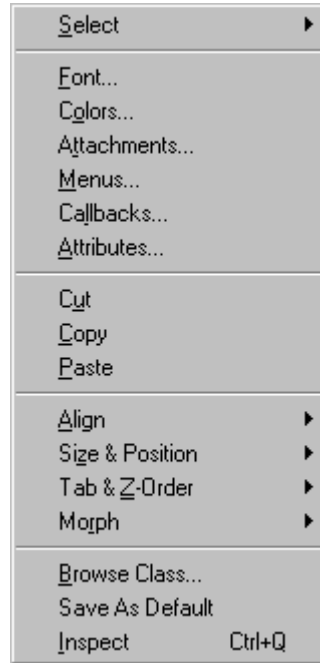 Select
Font...
Colors...
Attachments...
Menus...
Callbacks...
Attributes...
Cut
Copy
Paste
Align
Size & Position
Tab & Z-Order
Morph
Browse Class...
Save As Default
Inspect Ctrl+Q